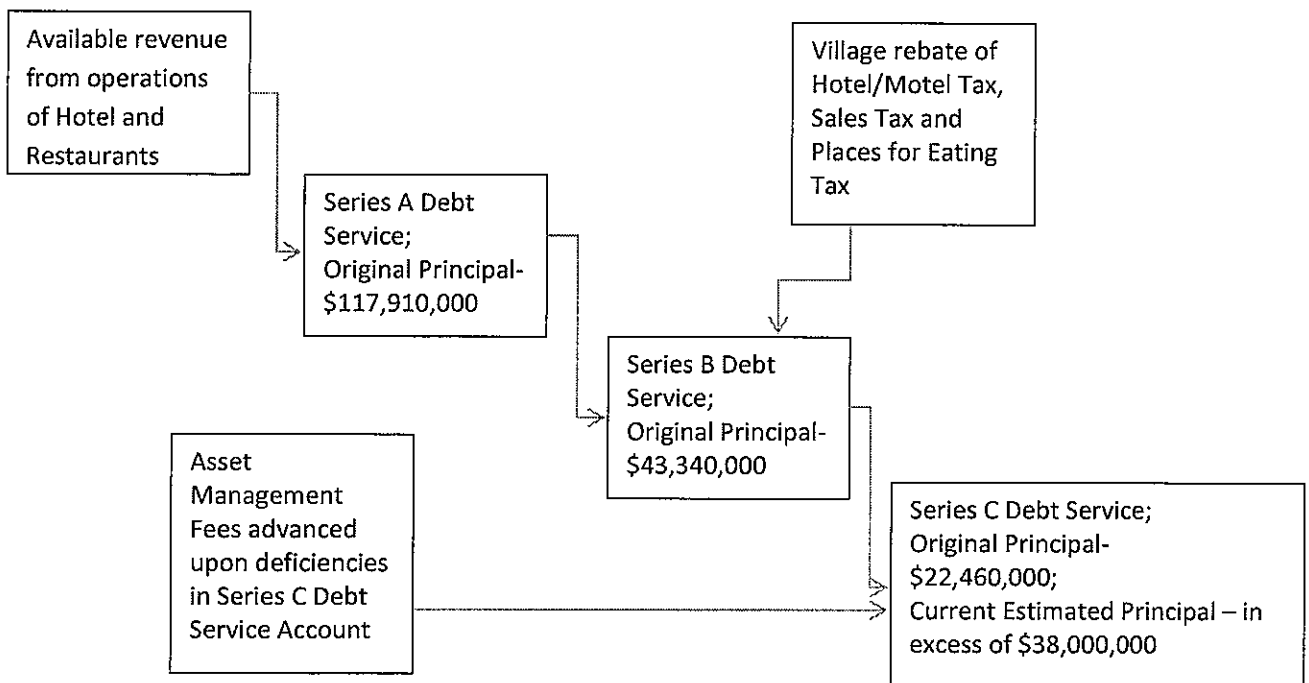 Available revenue
from operations
of Hotel and
Restaurants
Village rebate of
Hotel/Motel Tax,
Sales Tax and
Places for Eating
Tax
Series A Debt
Service;
Original Principal-
$117,910,000
Series B Debt
Service;
Original Principal-
$43,340,000
Asset
Management
Fees advanced
upon deficiencies
in Series C Debt
Service Account
Series C Debt Service;
Original Principal-
$22,460,000;
Current Estimated Principal – in
excess of $38,000,000